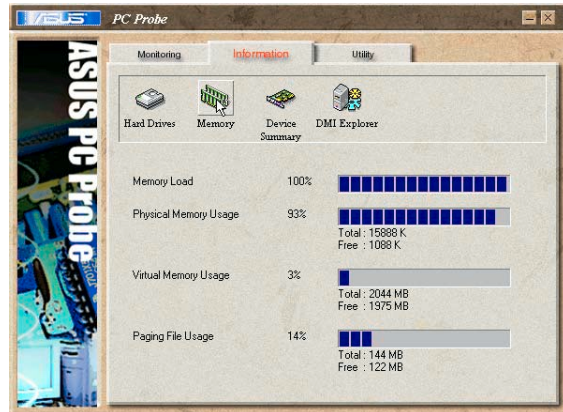 ASUS PC Probe
Monitoring Information Utility
ASUS PC Probe
Hard Drives Memory Device Summary DMI Explorer
Memory Load 100%
Physical Memory Usage 93%
Total : 15888 K
Free : 1088 K
Virtual Memory Usage 3%
Total : 2044 MB
Free : 1975 MB
Paging File Usage 14%
Total : 144 MB
Free : 122 MB